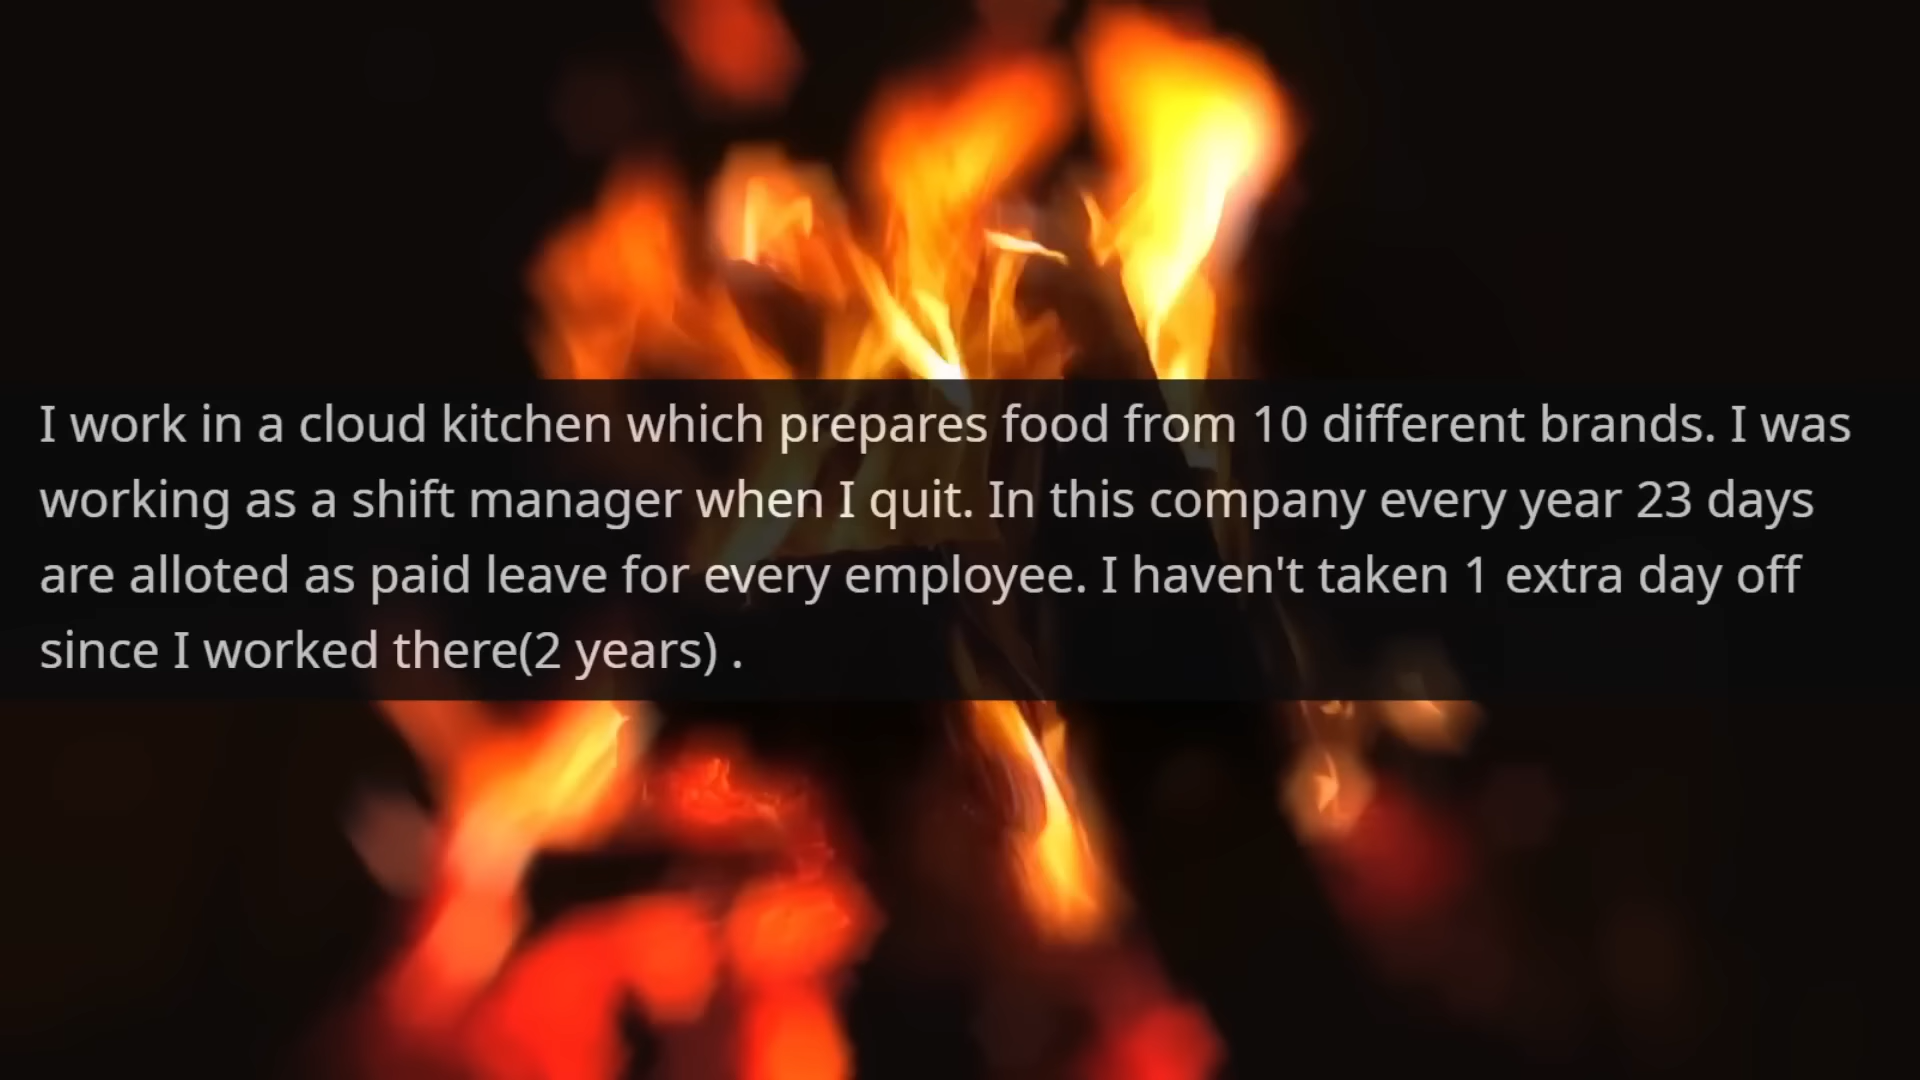 I work in a cloud kitchen which prepares food from 10 different brands. I was
working as a shift manager when I quit. In this company every year 23 days
are alloted as paid leave for every employee. I haven't taken 1 extra day off
since I worked there(2 years) .